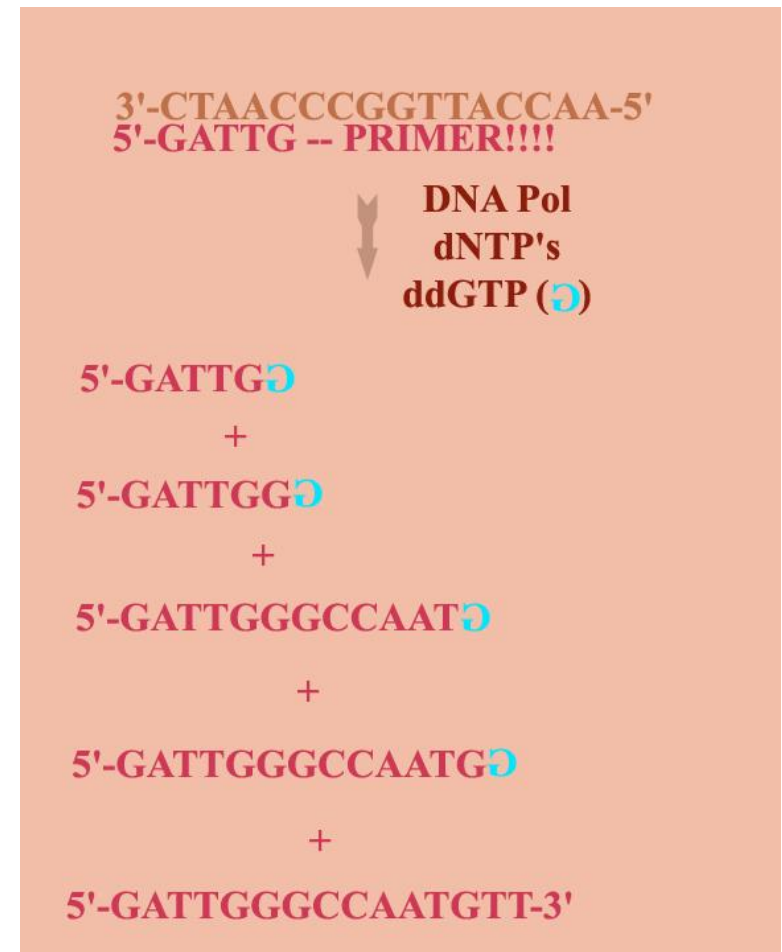 3'-CTAACCCGGTTACCAA-5'
5'-GATTG -- PRIMER!!!!
DNA Pol
dNTP's
ddGTP (G)
5'-GATTGG
+
5'-GATTGGG
+
5'-GATTGGGCCAATG
+
5'-GATTGGGCCAATGG
+
5'-GATTGGGCCAATGTT-3'